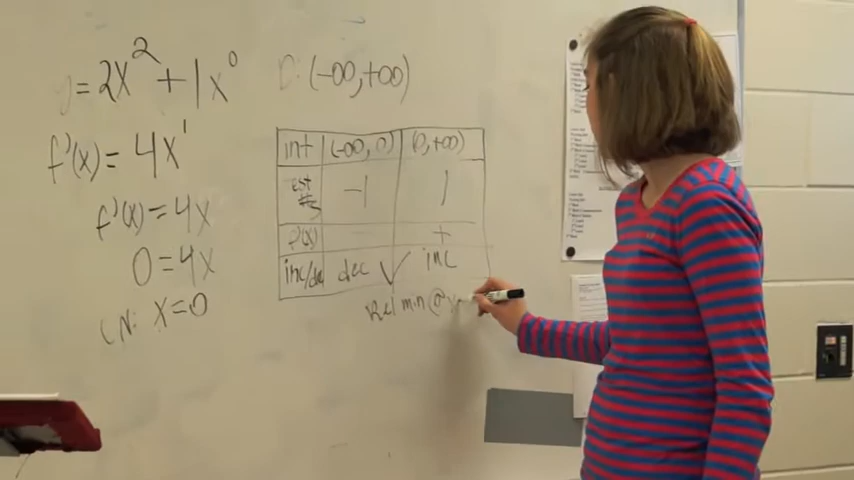 y=2x²+1x⁰
f'(x)=4x¹
f'(x)=4x
0=4x
CN: x=0
D: (-∞,+∞)
int (-∞,0) (0,+∞)
test #s -1 1
f'(x) - +
inc/dec dec inc
Rel min @ x